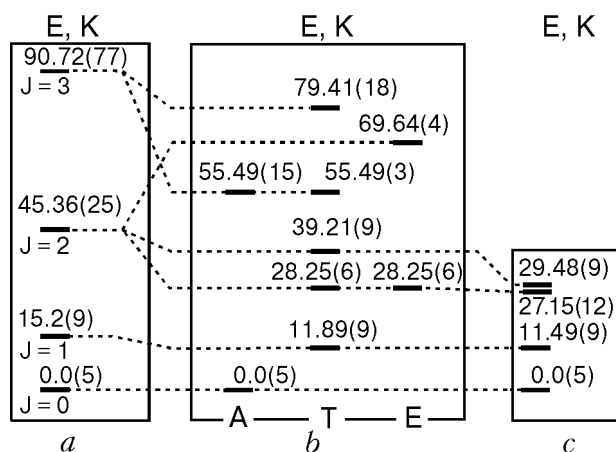 E, K
E, K
E, K
90.72(77)
J = 3
79.41(18)
69.64(4)
55.49(15)
55.49(3)
45.36(25)
J = 2
39.21(9)
29.48(9)
28.25(6)
28.25(6)
27.15(12)
15.2(9)
J = 1
11.89(9)
11.49(9)
0.0(5)
J = 0
0.0(5)
0.0(5)
A
T
E
a
b
c